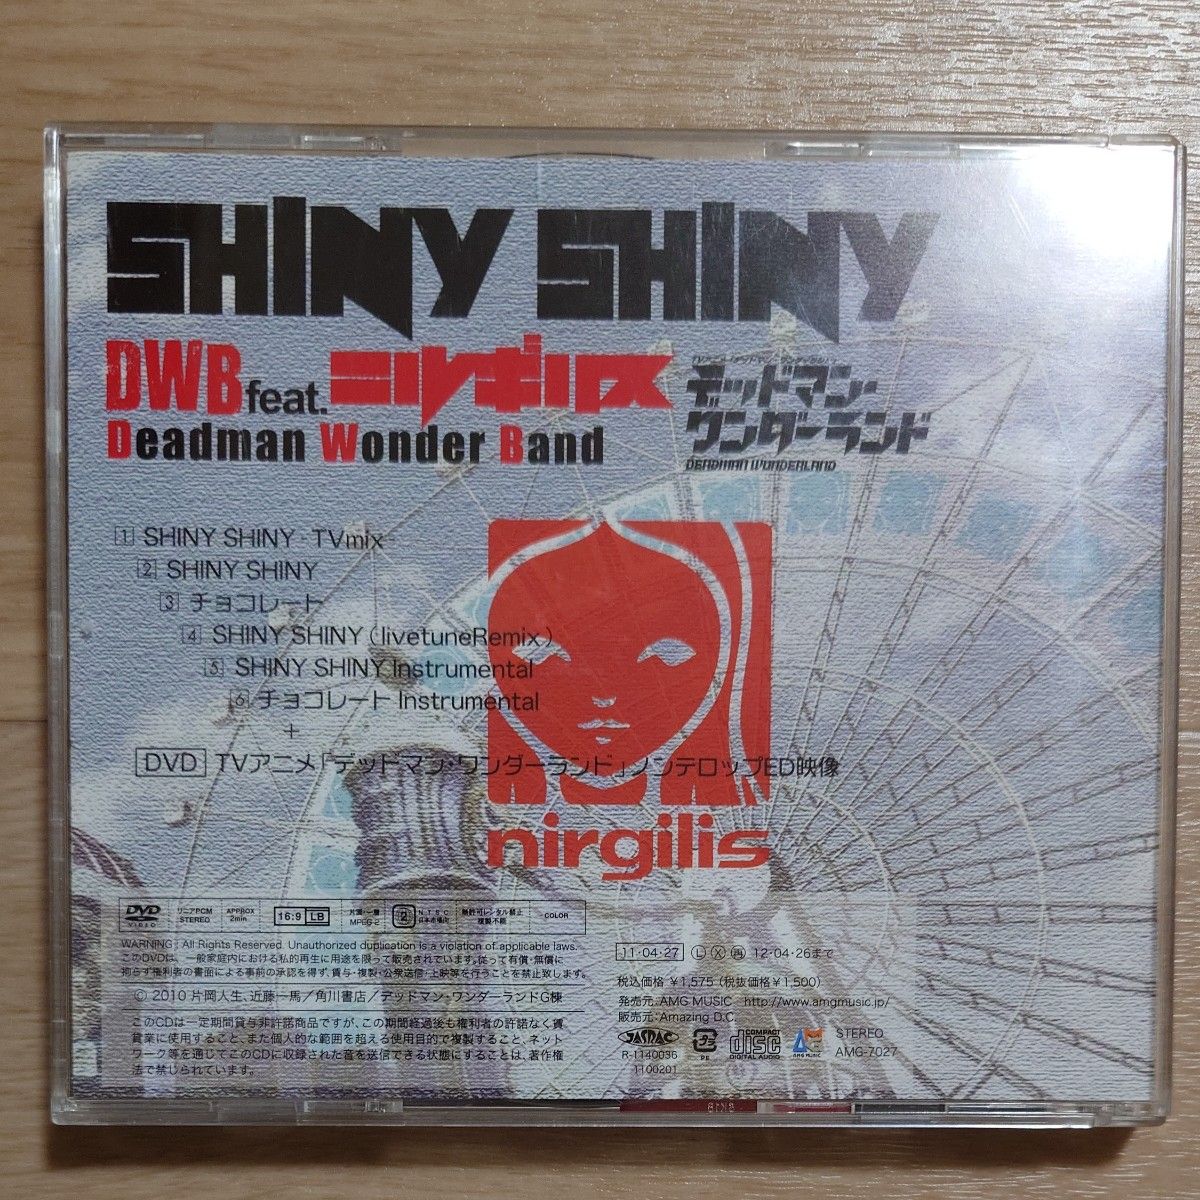 SHINY SHINY
DWB feat. ニルギリス
Deadman Wonder Band
デッドマン・
ワンダーランド
DEADMAN WONDERLAND
1 SHINY SHINY -TVmix-
2 SHINY SHINY
3 チョコレート
4 SHINY SHINY (livetuneRemix)
5 SHINY SHINY Instrumental
6 チョコレート Instrumental
+
DVD TVアニメ「デッドマン・ワンダーランド」ノンテロップED映像
nirgilis
DVD VIDEO リニアPCM STEREO APPROX 2min 16:9 LB 片面一層 MPEG-2 2 NTSC 日本市場向 無許可レンタル禁止 複製不能 COLOR
WARNING : All Rights Reserved. Unauthorized duplication is a violation of applicable laws.
このDVDは、一般家庭内における私的再生に用途を限って販売されています。従って有償・無償に
拘らず権利者の書面による事前の承認を得ず、貸与・複製・公衆送信・上映等を行うことを禁止致します。
© 2010 片岡人生、近藤一馬／角川書店／デッドマン・ワンダーランドG棟
このCDは一定期間貸与非許諾商品ですが、この期間経過後も権利者の許諾なく賃
貸業に使用すること、また個人的な範囲を超える使用目的で複製すること、ネット
ワーク等を通じてこのCDに収録された音を送信できる状態にすることは、著作権
法で禁じられています。
11・04・27 Ⓛ Ⓧ 再 12・04・26まで
税込価格 ¥1,575（税抜価格¥1,500）
発売元:AMG MUSIC http://www.amgmusic.jp/
販売元:Amazing D.C.
JASRAC
R-1140036
1100201
PE
COMPACT disc DIGITAL AUDIO
AMG MUSIC
STEREO
AMG-7027